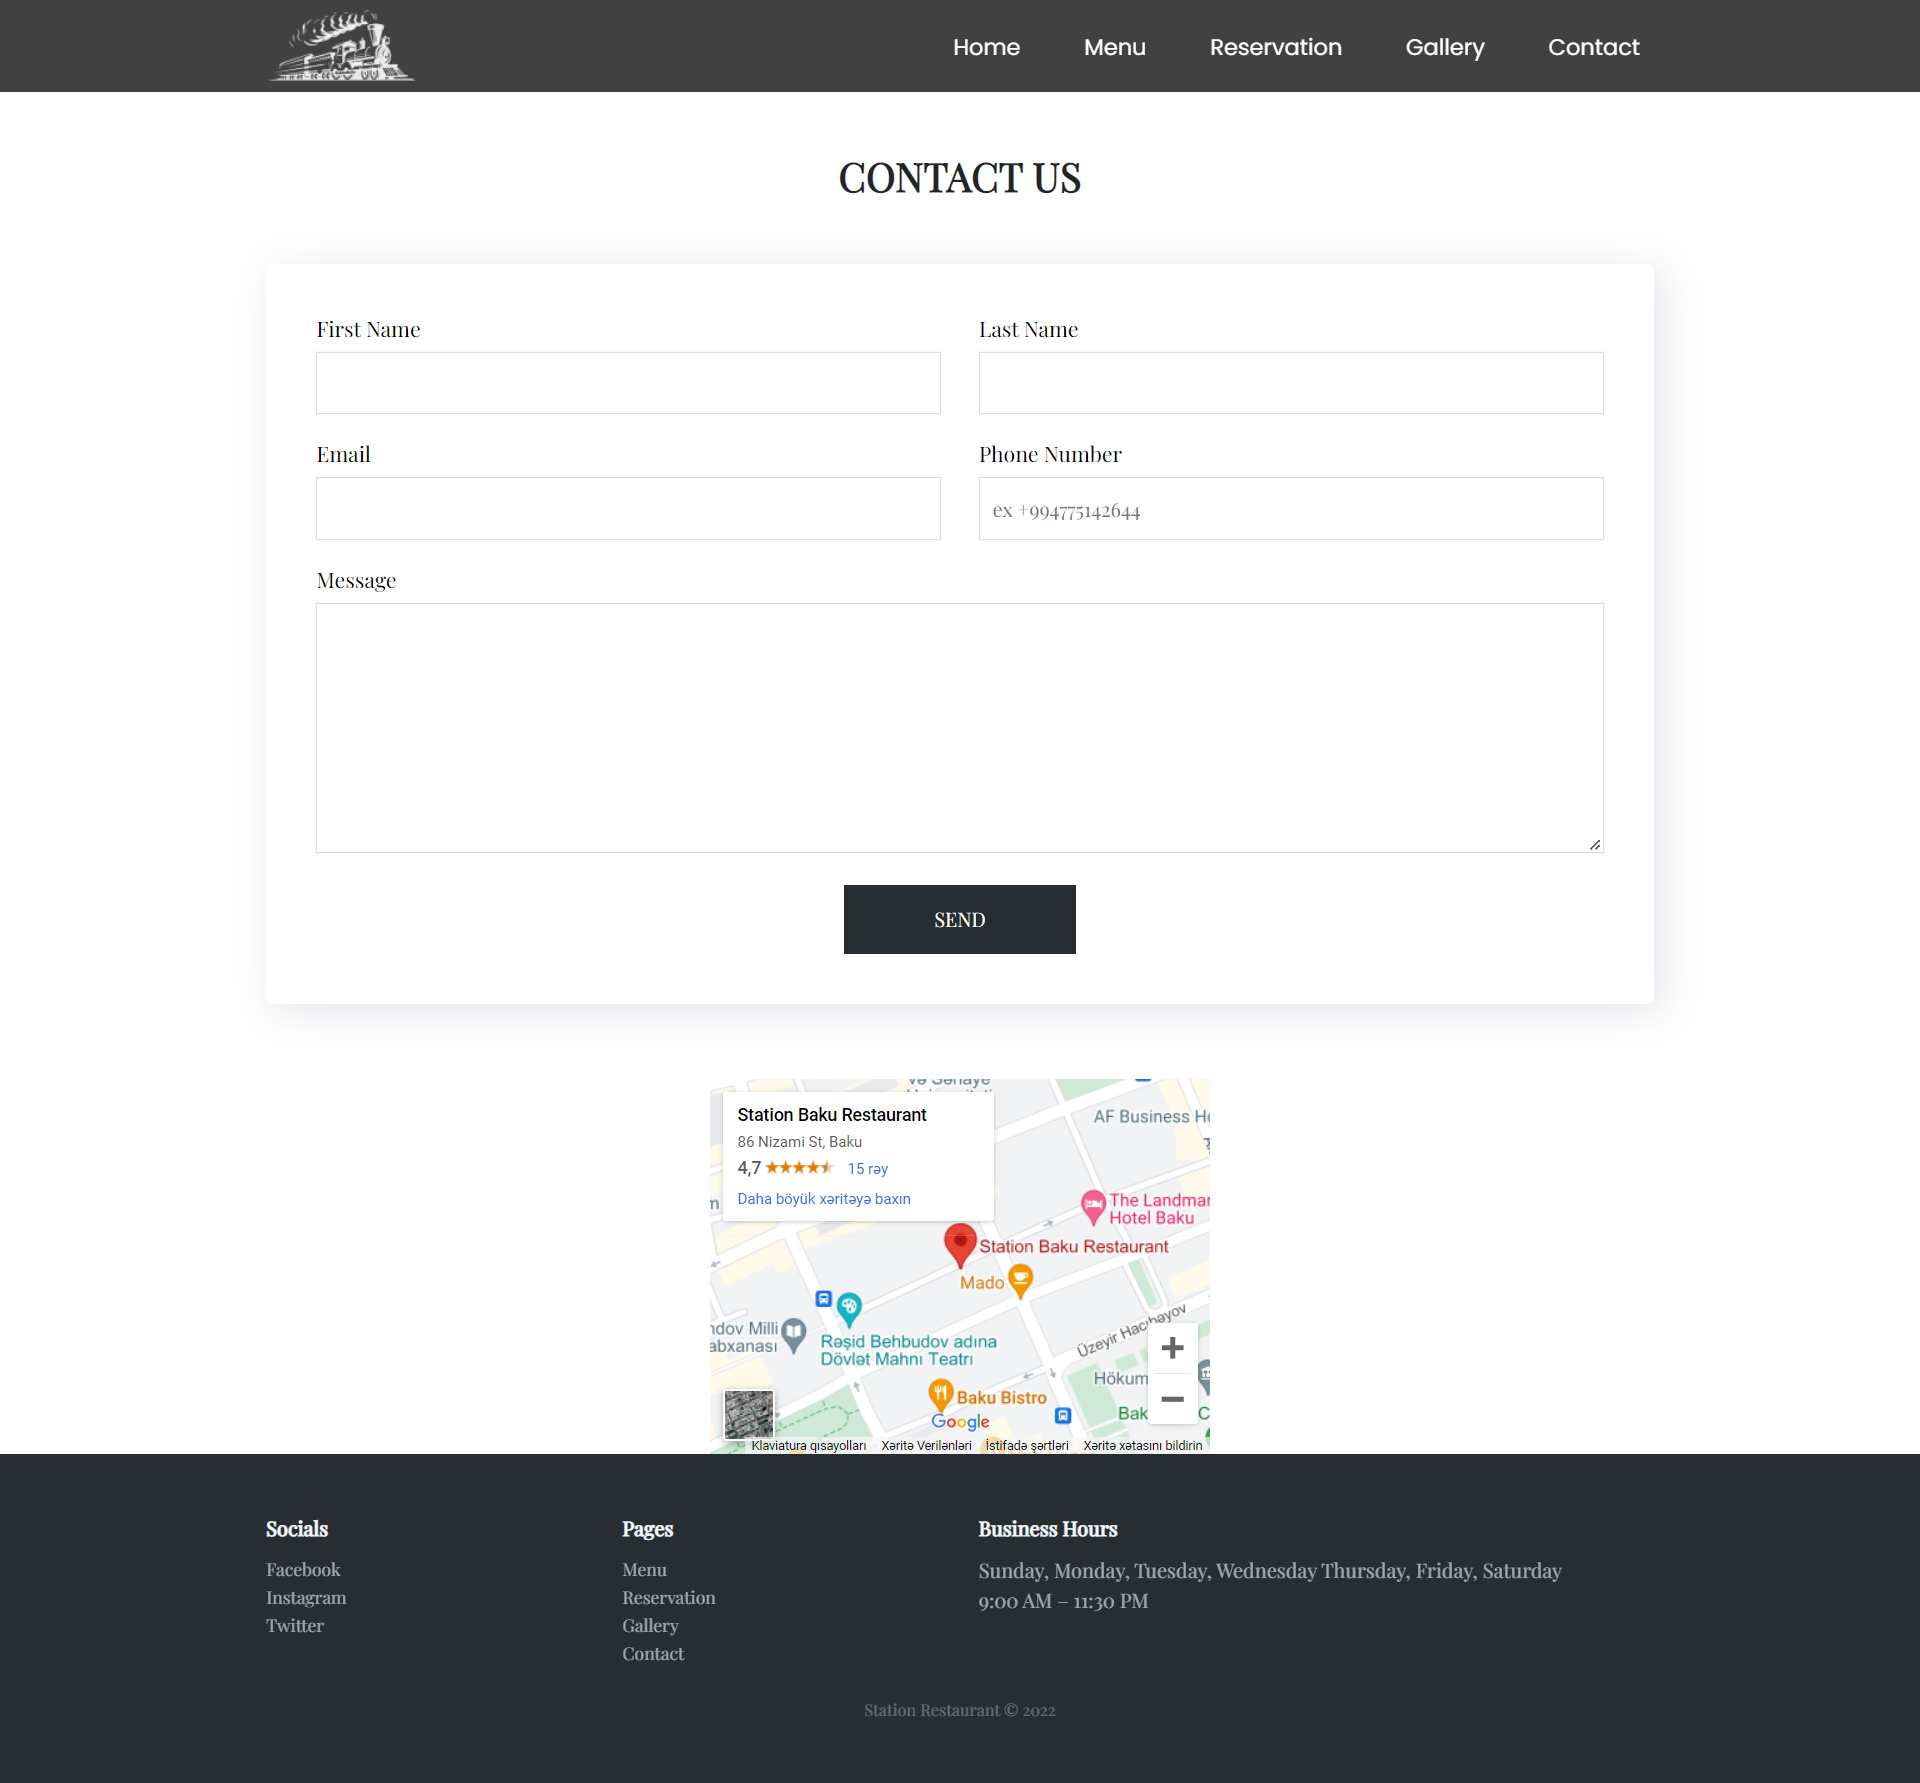 Home Menu Reservation Gallery Contact
CONTACT US
First Name
Last Name
Email
Phone Number
ex +994775142644
Message
SEND
və Sənaye
Station Baku Restaurant
86 Nizami St, Baku
4,7 15 rəy
Daha böyük xəritəyə baxın
AF Business
The Landmar
Hotel Baku
Station Baku Restaurant
Mado
ndov Milli
abxanası
Rəşid Behbudov adına
Dövlət Mahnı Teatrı
Üzeyir Hacıbəyov
Hökum
Baku Bistro
Bak
Google
Klaviatura qısayolları Xəritə Verilənləri İstifadə şərtləri Xəritə xətasını bildirin
Socials
Facebook
Instagram
Twitter
Pages
Menu
Reservation
Gallery
Contact
Business Hours
Sunday, Monday, Tuesday, Wednesday Thursday, Friday, Saturday
9:00 AM – 11:30 PM
Station Restaurant © 2022